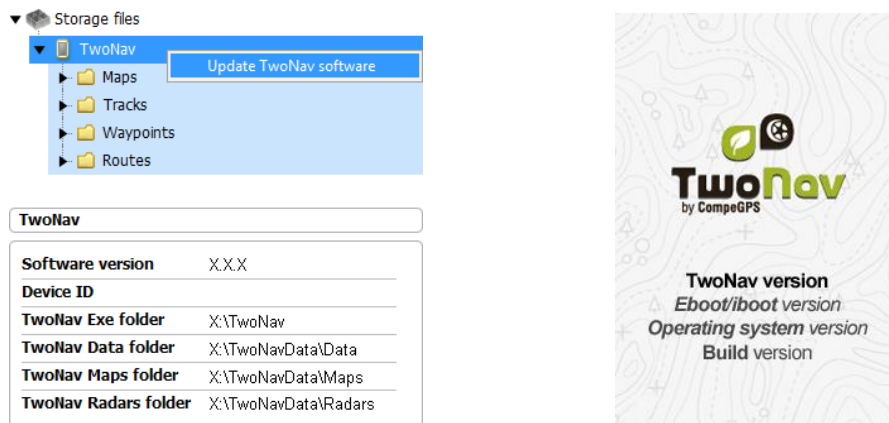 Storage files
TwoNav
Update TwoNav software
Maps
Tracks
Waypoints
Routes
TwoNav
Software version X.X.X
Device ID
TwoNav Exe folder X:\TwoNav
TwoNav Data folder X:\TwoNavData\Data
TwoNav Maps folder X:\TwoNavData\Maps
TwoNav Radars folder X:\TwoNavData\Radars
TwoNav
by CompeGPS
TwoNav version
Eboot/iboot version
Operating system version
Build version